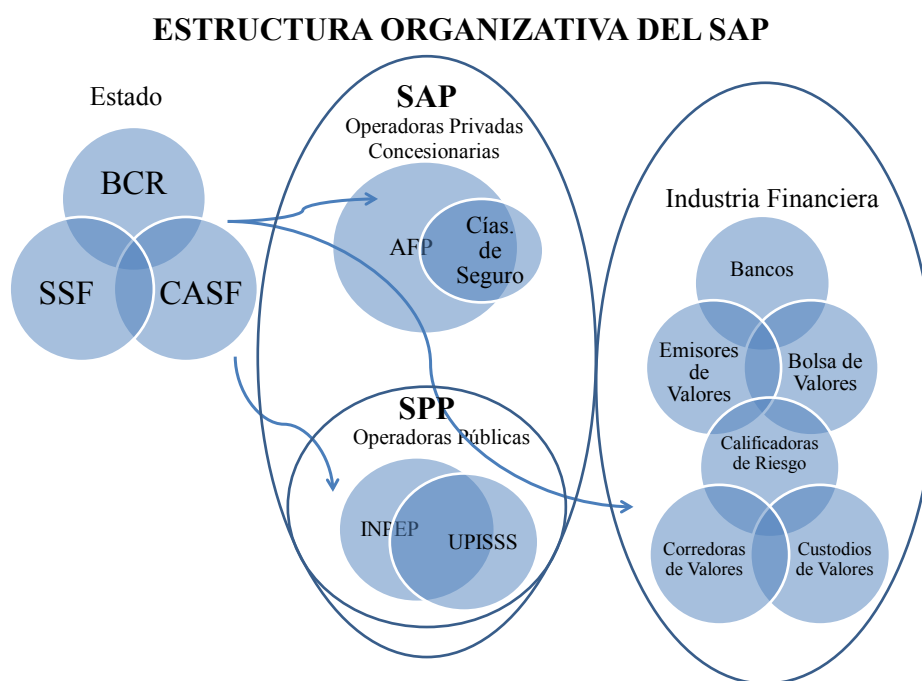 ESTRUCTURA ORGANIZATIVA DEL SAP
Estado
BCR
SSF
CASF
SAP
Operadoras Privadas
Concesionarias
AFP
Cías.
de
Seguro
SPP
Operadoras Públicas
INPEP
UPISSS
Industria Financiera
Bancos
Emisores
de
Valores
Bolsa de
Valores
Calificadoras
de Riesgo
Corredoras
de Valores
Custodios
de Valores